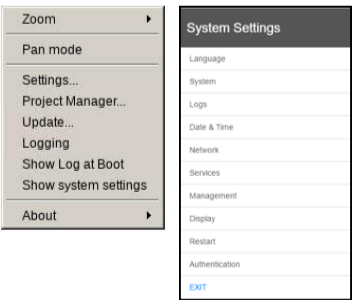 Zoom
Pan mode
Settings...
Project Manager...
Update...
Logging
Show Log at Boot
Show system settings
About
System Settings
Language
System
Logs
Date & Time
Network
Services
Management
Display
Restart
Authentication
EXIT